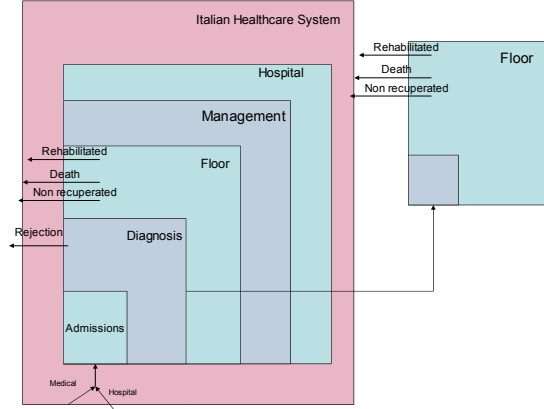 Italian Healthcare System
Rehabilitated
Floor
Death
Hospital
Non recuperated
Management
Rehabilitated
Floor
Death
Non recuperated
Rejection
Diagnosis
Admissions
Medical
Hospital